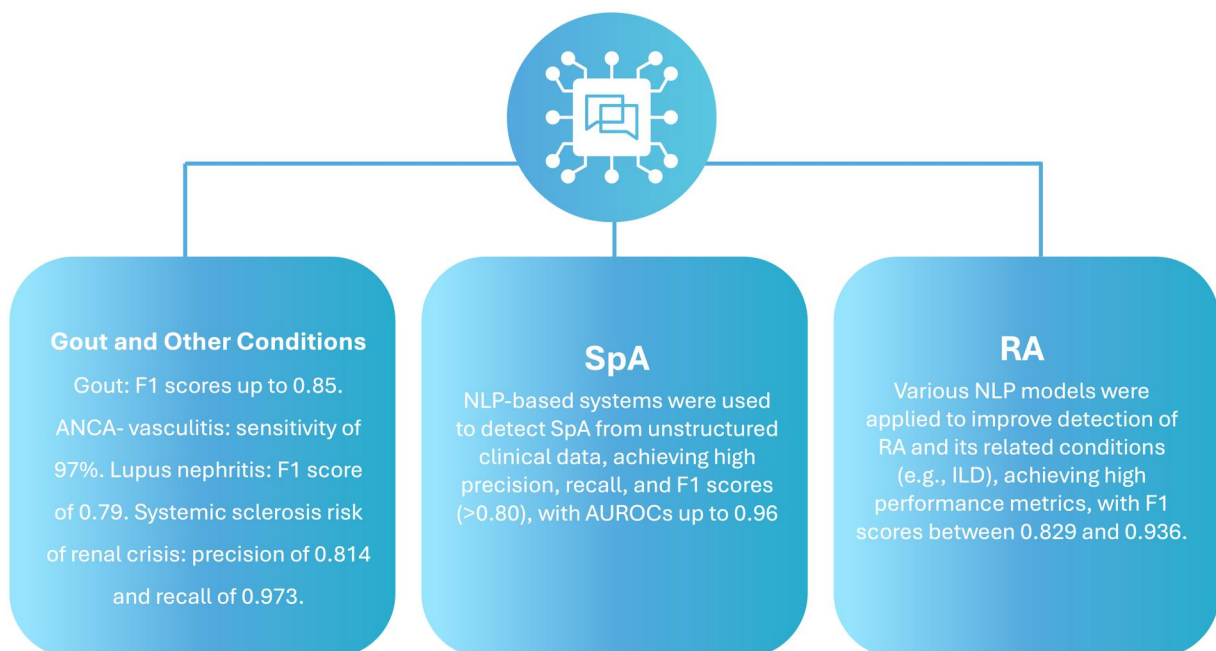 Gout and Other Conditions
Gout: F1 scores up to 0.85.
ANCA- vasculitis: sensitivity of
97%. Lupus nephritis: F1 score
of 0.79. Systemic sclerosis risk
of renal crisis: precision of 0.814
and recall of 0.973.
SpA
NLP-based systems were used
to detect SpA from unstructured
clinical data, achieving high
precision, recall, and F1 scores
(>0.80), with AUROCs up to 0.96
RA
Various NLP models were
applied to improve detection of
RA and its related conditions
(e.g., ILD), achieving high
performance metrics, with F1
scores between 0.829 and 0.936.